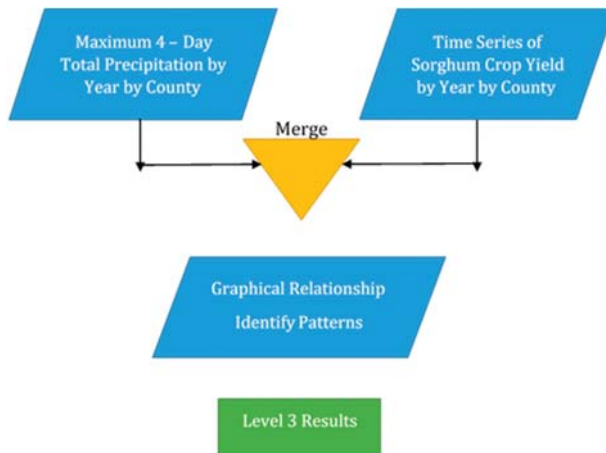 Maximum 4 – Day
Total Precipitation by
Year by County
Time Series of
Sorghum Crop Yield
by Year by County
Merge
Graphical Relationship
Identify Patterns
Level 3 Results